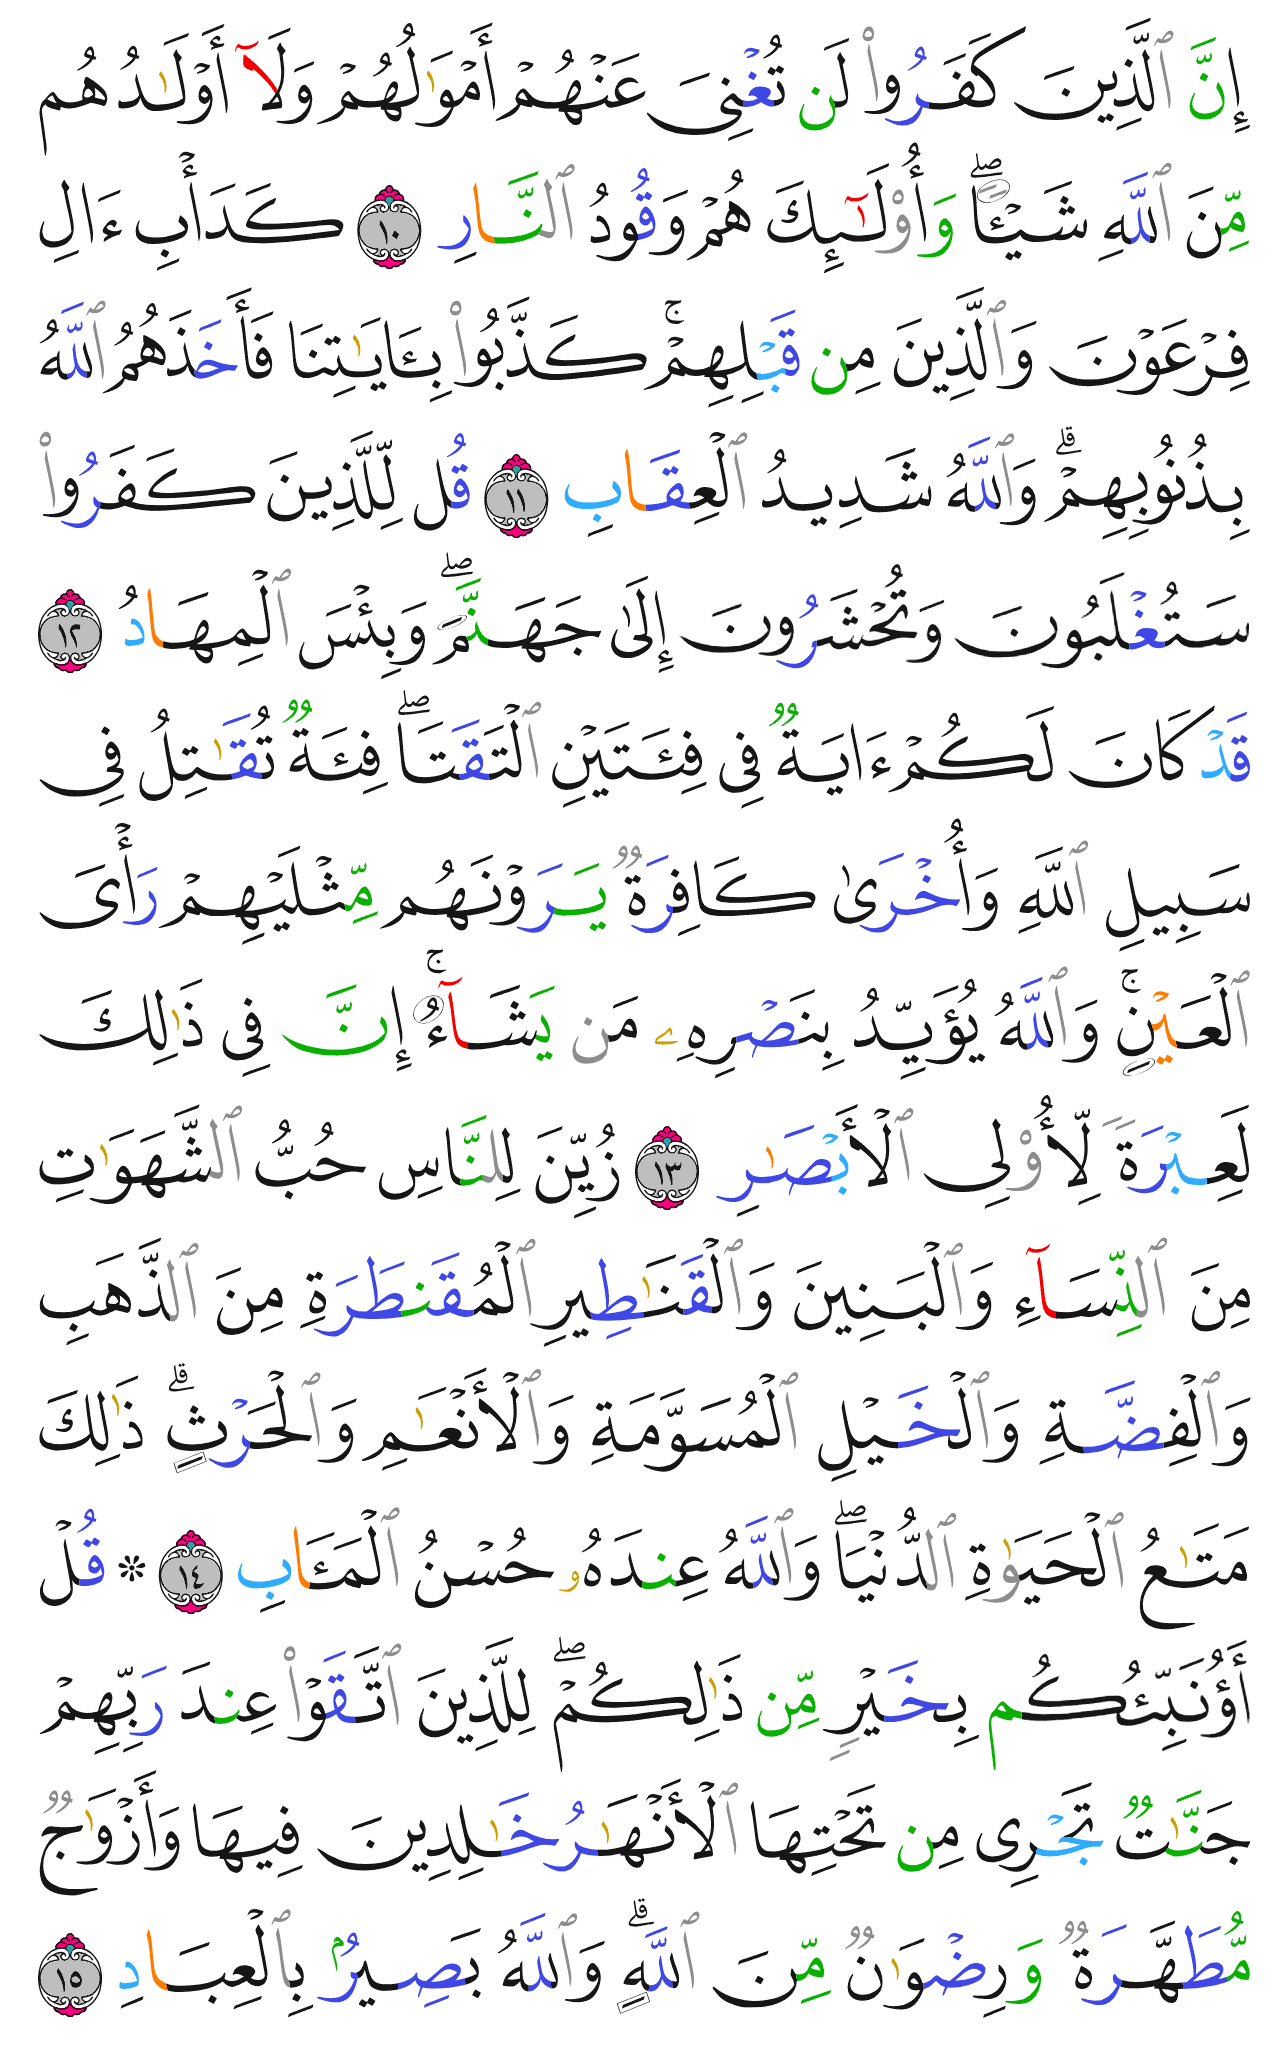 إِنَّ ٱلَّذِينَ كَفَرُوا۟ لَن تُغْنِىَ عَنْهُمْ أَمْوَٰلُهُمْ وَلَآ أَوْلَـٰدُهُم
مِّنَ ٱللَّهِ شَيْـًٔا ۖ وَأُو۟لَـٰٓئِكَ هُمْ وَقُودُ ٱلنَّارِ ١٠ كَدَأْبِ ءَالِ
فِرْعَوْنَ وَٱلَّذِينَ مِن قَبْلِهِمْ ۚ كَذَّبُوا۟ بِـَٔايَـٰتِنَا فَأَخَذَهُمُ ٱللَّهُ
بِذُنُوبِهِمْ ۗ وَٱللَّهُ شَدِيدُ ٱلْعِقَابِ ١١ قُل لِّلَّذِينَ كَفَرُوا۟
سَتُغْلَبُونَ وَتُحْشَرُونَ إِلَىٰ جَهَنَّمَ ۖ وَبِئْسَ ٱلْمِهَادُ ١٢
قَدْ كَانَ لَكُمْ ءَايَةٌ فِى فِئَتَيْنِ ٱلْتَقَتَا ۖ فِئَةٌ تُقَـٰتِلُ فِى
سَبِيلِ ٱللَّهِ وَأُخْرَىٰ كَافِرَةٌ يَرَوْنَهُم مِّثْلَيْهِمْ رَأْىَ
ٱلْعَيْنِ ۚ وَٱللَّهُ يُؤَيِّدُ بِنَصْرِهِۦ مَن يَشَآءُ ۚ إِنَّ فِى ذَٰلِكَ
لَعِبْرَةً لِّأُو۟لِى ٱلْأَبْصَـٰرِ ١٣ زُيِّنَ لِلنَّاسِ حُبُّ ٱلشَّهَوَٰتِ
مِنَ ٱلنِّسَآءِ وَٱلْبَنِينَ وَٱلْقَنَـٰطِيرِ ٱلْمُقَنطَرَةِ مِنَ ٱلذَّهَبِ
وَٱلْفِضَّةِ وَٱلْخَيْلِ ٱلْمُسَوَّمَةِ وَٱلْأَنْعَـٰمِ وَٱلْحَرْثِ ۗ ذَٰلِكَ
مَتَـٰعُ ٱلْحَيَوٰةِ ٱلدُّنْيَا ۖ وَٱللَّهُ عِندَهُۥ حُسْنُ ٱلْمَـَٔابِ ١٤ ۞ قُلْ
أَؤُنَبِّئُكُم بِخَيْرٍ مِّن ذَٰلِكُمْ ۖ لِلَّذِينَ ٱتَّقَوْا۟ عِندَ رَبِّهِمْ
جَنَّـٰتٌ تَجْرِى مِن تَحْتِهَا ٱلْأَنْهَـٰرُ خَـٰلِدِينَ فِيهَا وَأَزْوَٰجٌ
مُّطَهَّرَةٌ وَرِضْوَٰنٌ مِّنَ ٱللَّهِ ۗ وَٱللَّهُ بَصِيرٌۢ بِٱلْعِبَادِ ١٥